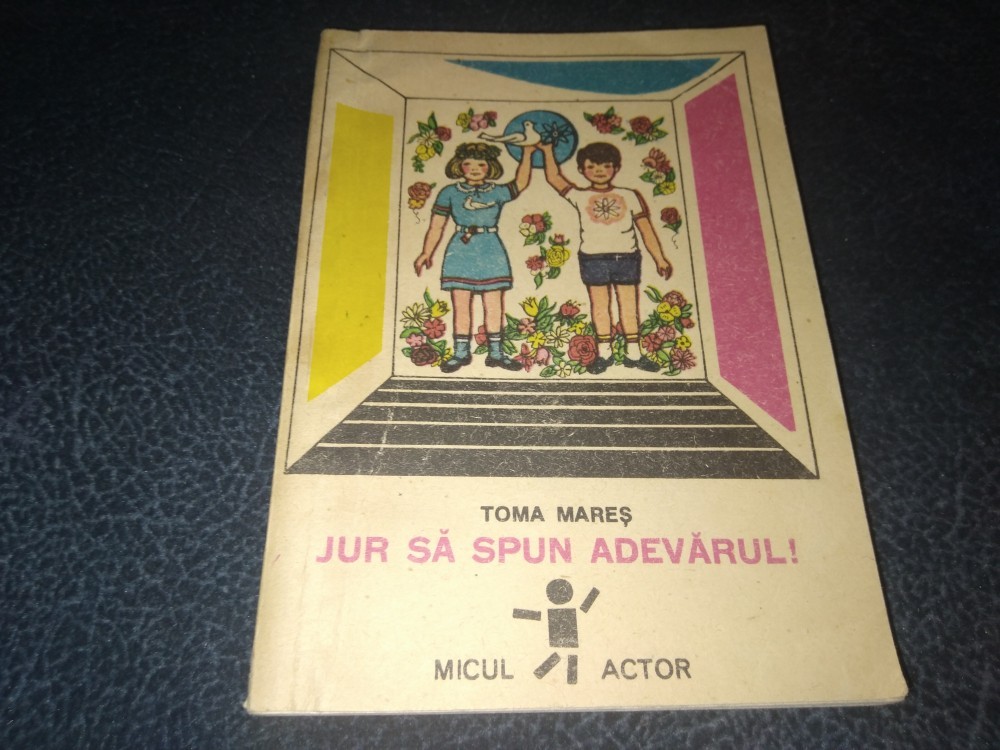 TOMA MAREȘ
JUR SĂ SPUN ADEVĂRUL!
MICUL ACTOR